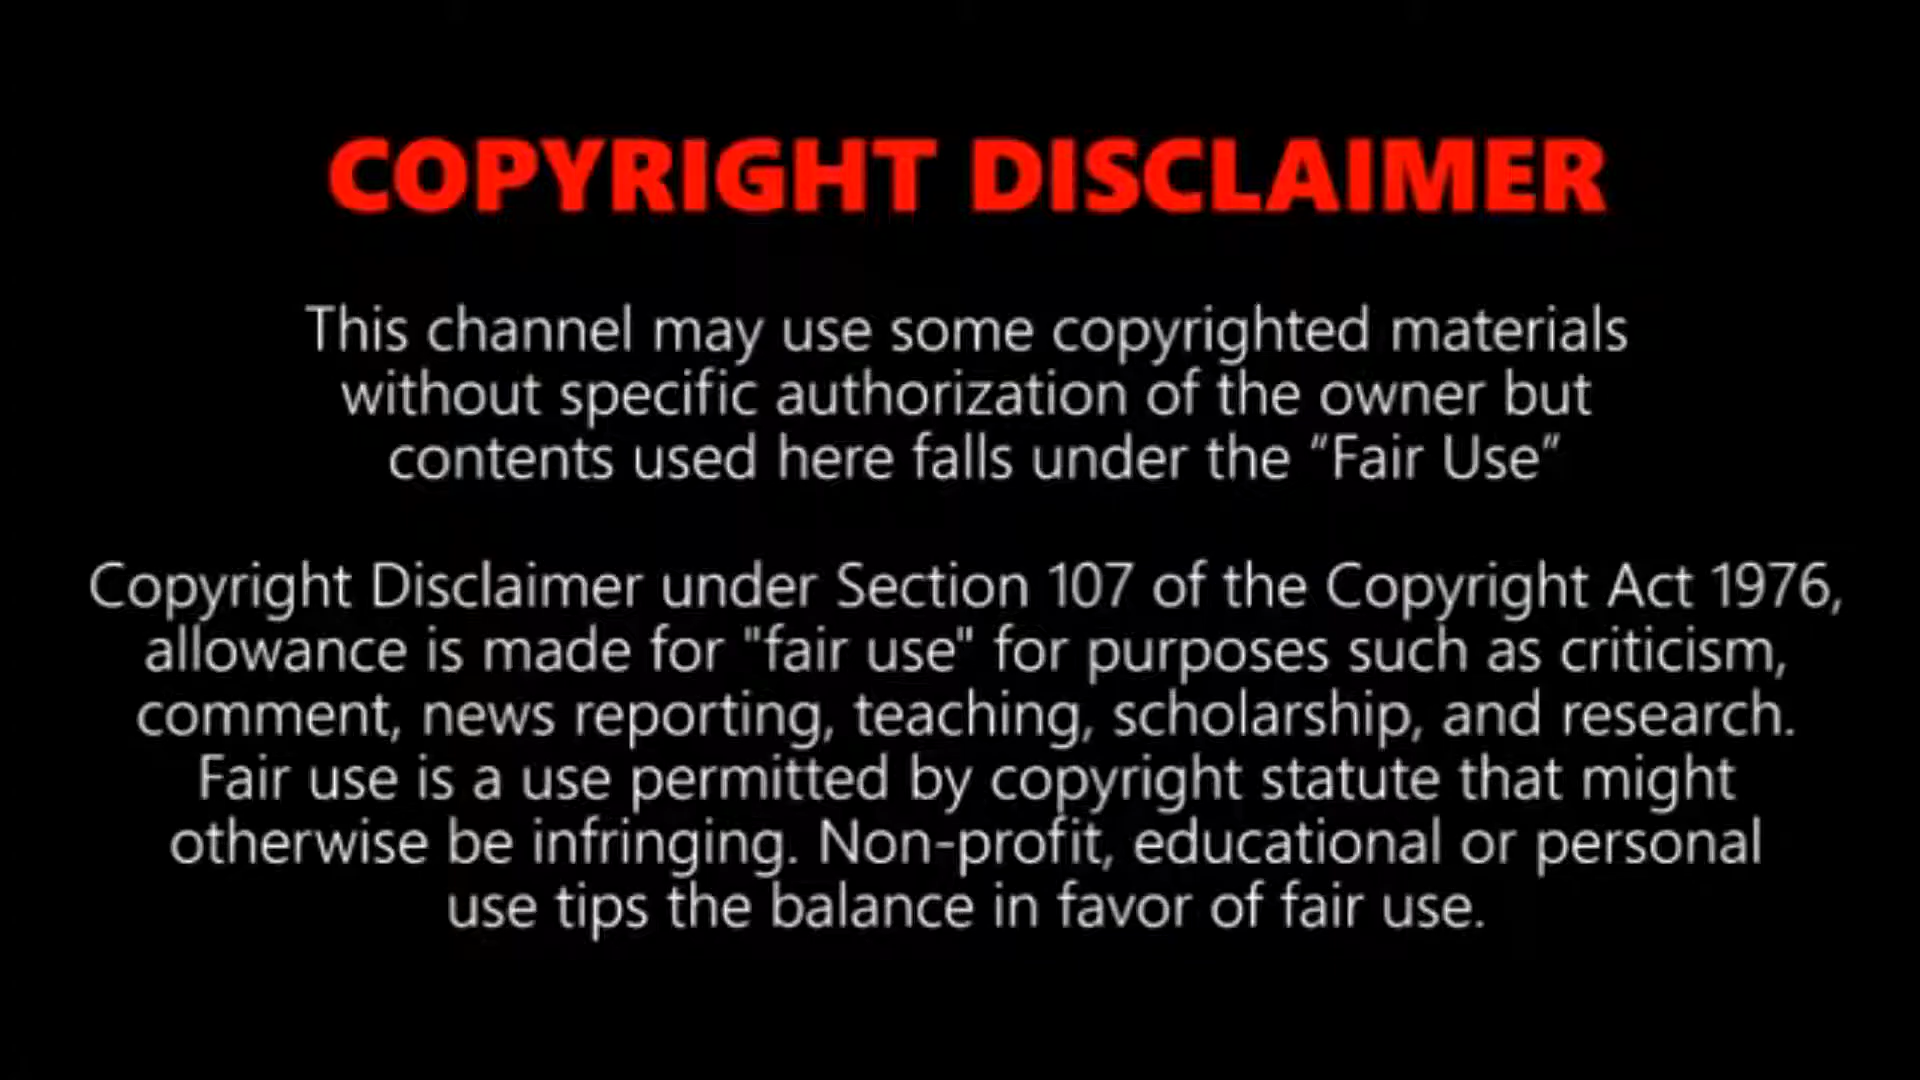 COPYRIGHT DISCLAIMER
This channel may use some copyrighted materials
without specific authorization of the owner but
contents used here falls under the “Fair Use”
Copyright Disclaimer under Section 107 of the Copyright Act 1976,
allowance is made for "fair use" for purposes such as criticism,
comment, news reporting, teaching, scholarship, and research.
Fair use is a use permitted by copyright statute that might
otherwise be infringing. Non-profit, educational or personal
use tips the balance in favor of fair use.